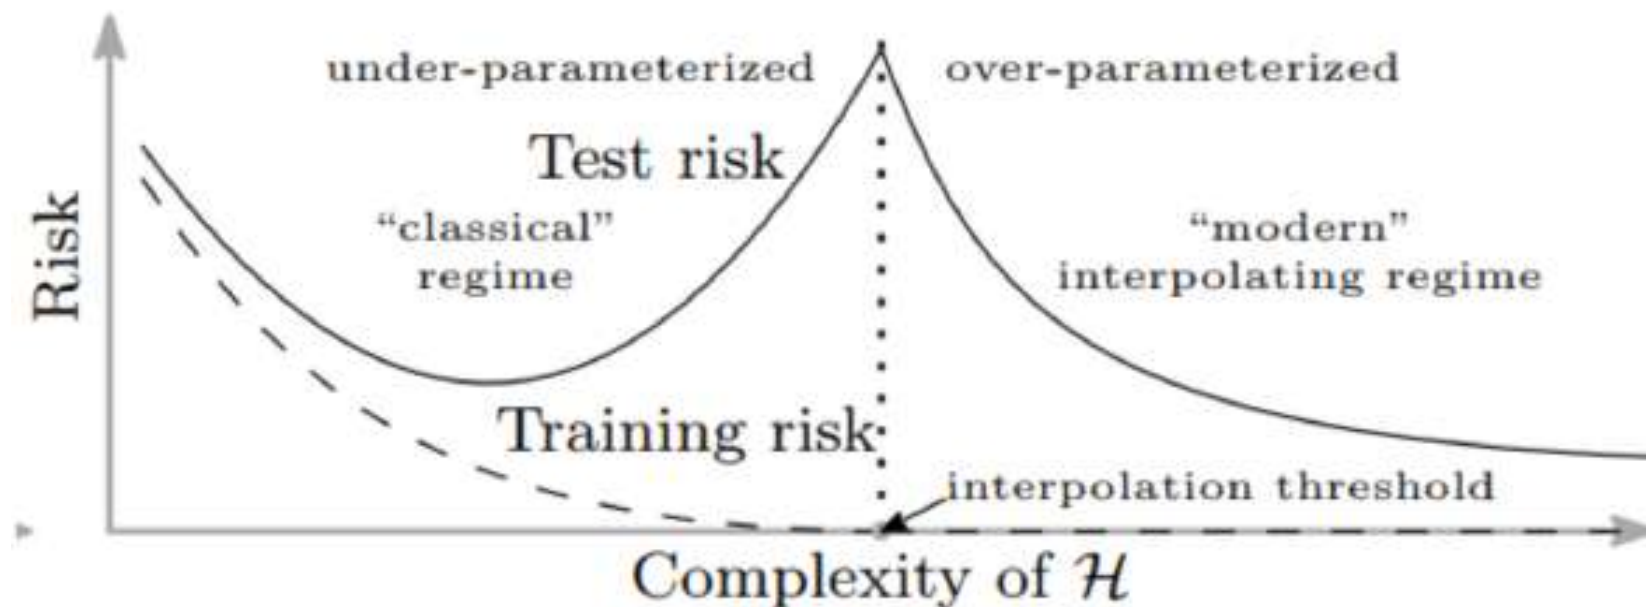 under-parameterized
over-parameterized
Test risk
“classical”
regime
“modern”
interpolating regime
Risk
Training risk
interpolation threshold
Complexity of ℋ